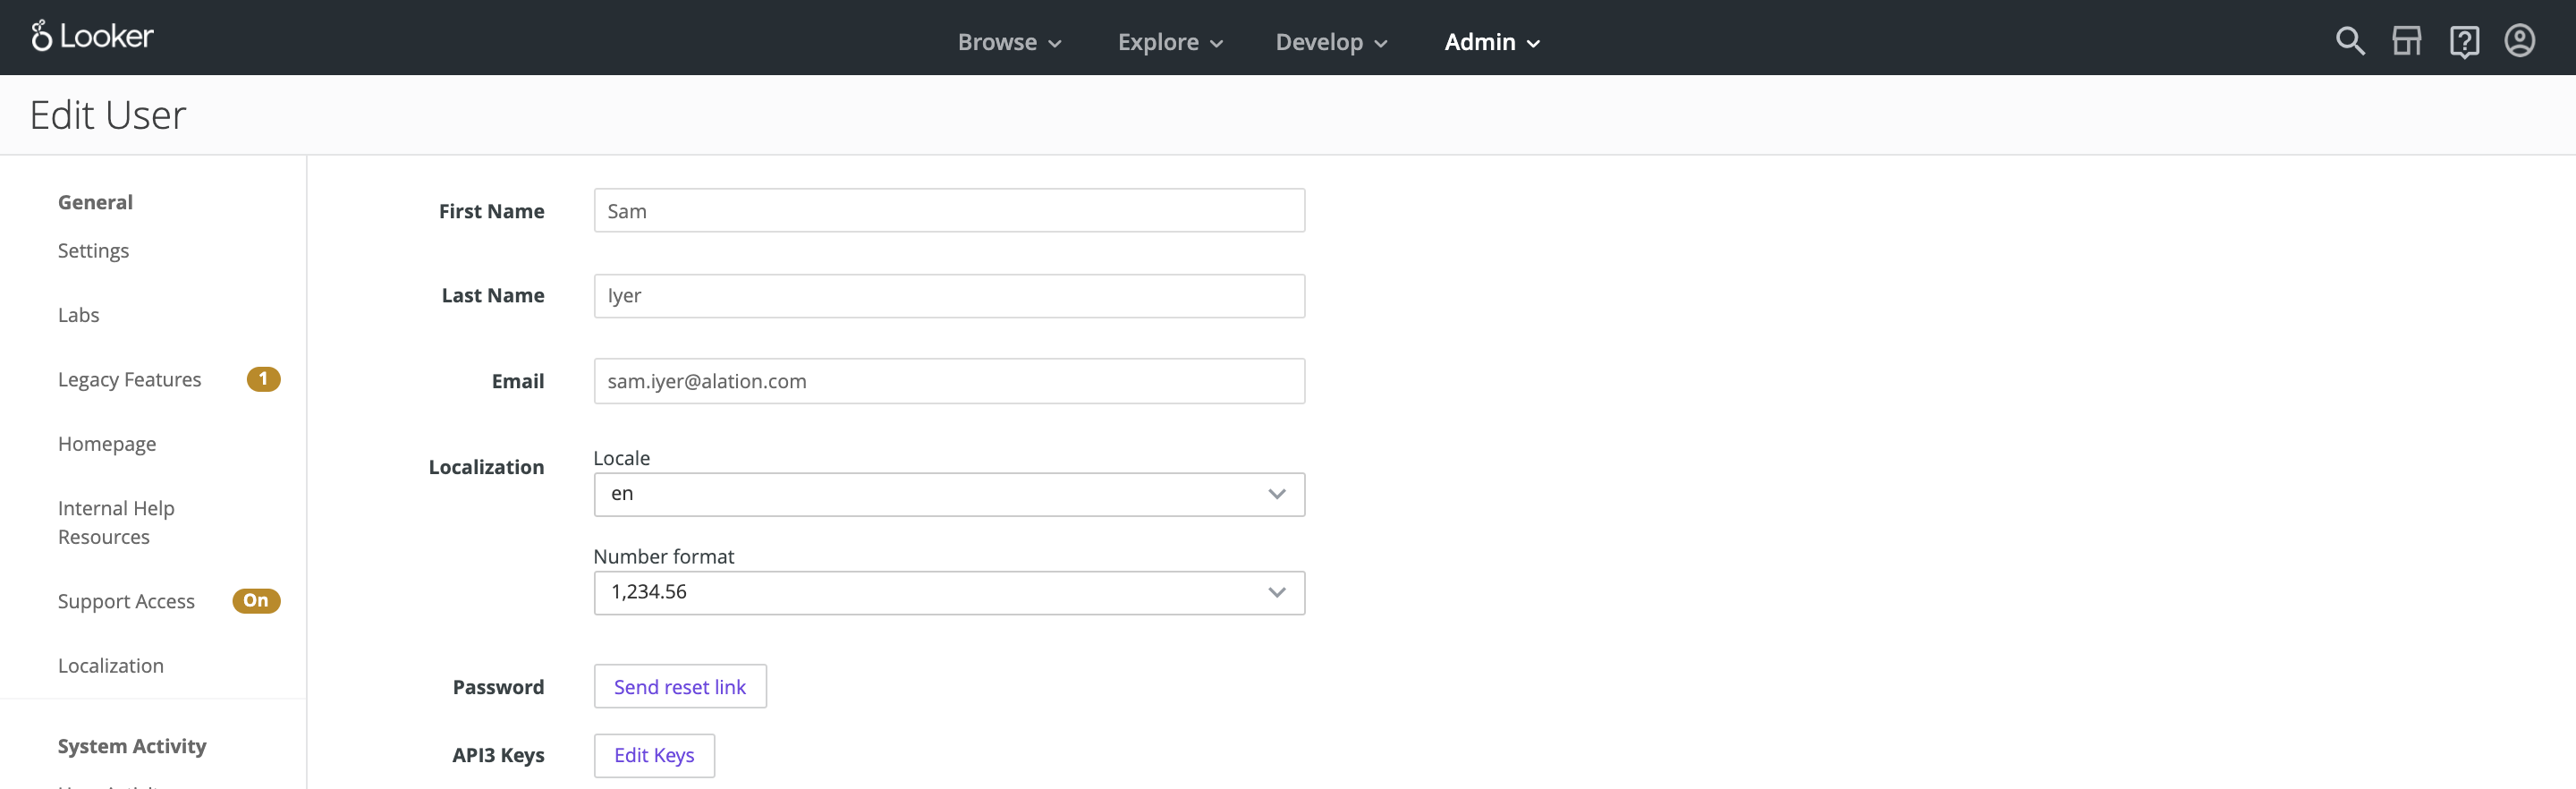 Looker
Browse
Explore
Develop
Admin
Edit User
General
Settings
Labs
Legacy Features 1
Homepage
Internal Help
Resources
Support Access On
Localization
System Activity
First Name Sam
Last Name Iyer
Email sam.iyer@alation.com
Localization
Locale
en
Number format
1,234.56
Password Send reset link
API3 Keys Edit Keys